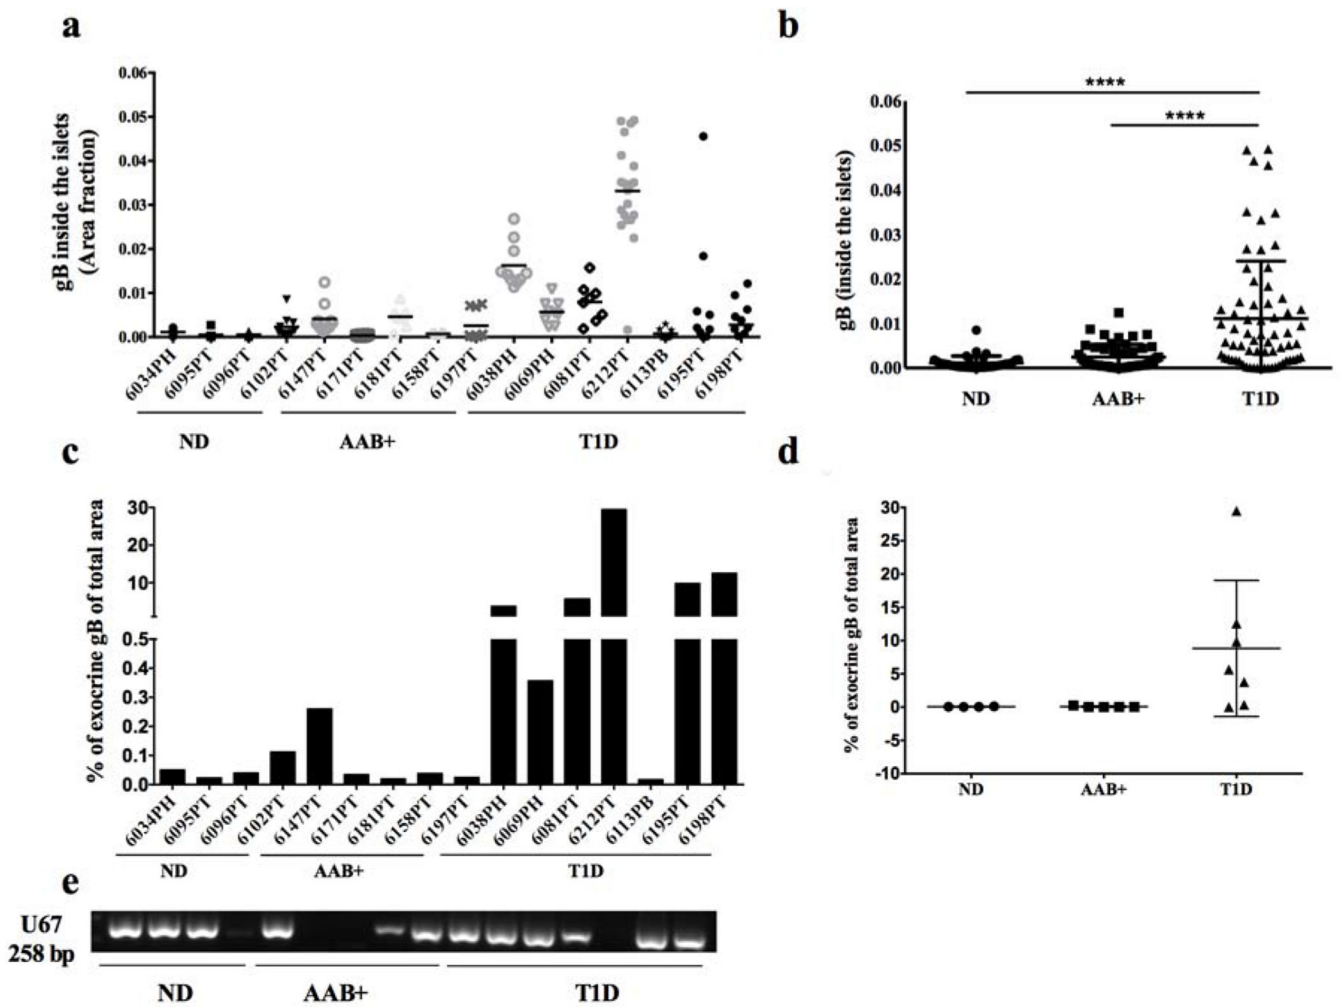 a
gB inside the islets
(Area fraction)
0.06
0.05
0.04
0.03
0.02
0.01
0.00
6034PH
6095PT
6096PT
6102PT
6147PT
6171PT
6181PT
6158PT
6197PT
6038PH
6069PH
6081PT
6212PT
6113PB
6195PT
6198PT
ND
AAB+
T1D
b
gB (inside the islets)
0.06
0.05
0.04
0.03
0.02
0.01
0.00
****
****
ND
AAB+
T1D
c
% of exocrine gB of total area
30
20
10
0.5
0.4
0.3
0.2
0.1
0.0
6034PH
6095PT
6096PT
6102PT
6147PT
6171PT
6181PT
6158PT
6197PT
6038PH
6069PH
6081PT
6212PT
6113PB
6195PT
6198PT
ND
AAB+
T1D
d
% of exocrine gB of total area
30
25
20
15
10
5
0
-5
-10
ND
AAB+
T1D
e
U67
258 bp
ND
AAB+
T1D